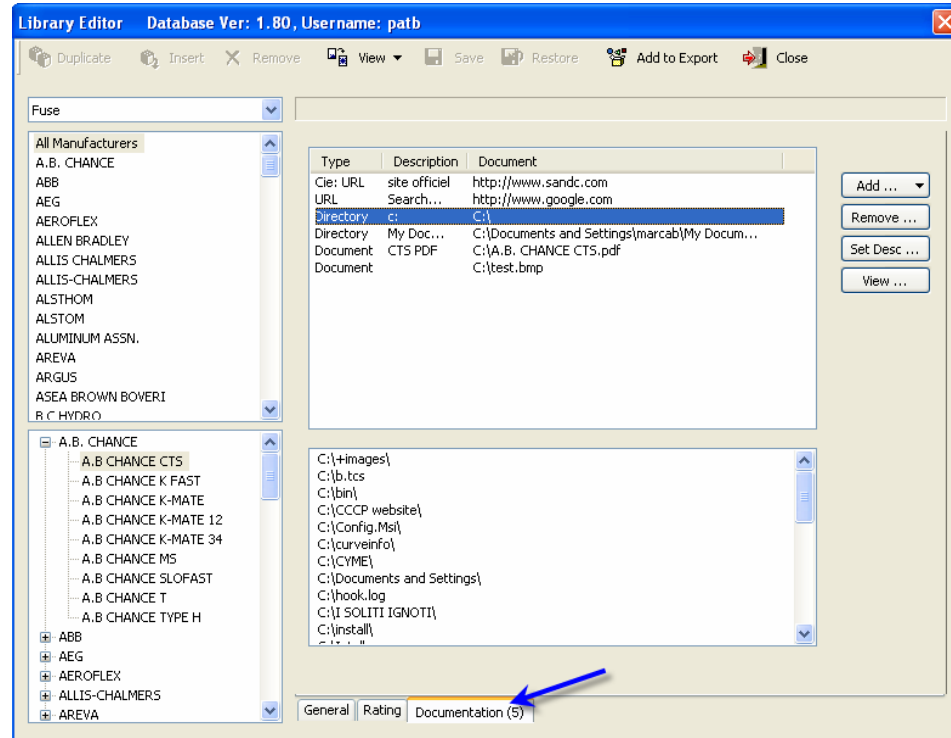 Library Editor Database Ver: 1.80, Username: patb
Duplicate Insert Remove View Save Restore Add to Export Close
Fuse
All Manufacturers
A.B. CHANCE
ABB
AEG
AEROFLEX
ALLEN BRADLEY
ALLIS CHALMERS
ALLIS-CHALMERS
ALSTHOM
ALSTOM
ALUMINUM ASSN.
AREVA
ARGUS
ASEA BROWN BOVERI
B C HYDRO
Type Description Document
Cie: URL site officiel http://www.sandc.com
URL Search... http://www.google.com
Directory c: C:\
Directory My Doc... C:\Documents and Settings\marcab\My Docum...
Document CTS PDF C:\A.B. CHANCE CTS.pdf
Document C:\test.bmp
Add ...
Remove ...
Set Desc ...
View ...
A.B. CHANCE
A.B CHANCE CTS
A.B CHANCE K FAST
A.B CHANCE K-MATE
A.B CHANCE K-MATE 12
A.B CHANCE K-MATE 34
A.B CHANCE MS
A.B CHANCE SLOFAST
A.B CHANCE T
A.B CHANCE TYPE H
ABB
AEG
AEROFLEX
ALLIS-CHALMERS
AREVA
C:\+images\
C:\b.tcs
C:\bin\
C:\CCCP website\
C:\Config.Msi\
C:\curveinfo\
C:\CYME\
C:\Documents and Settings\
C:\hook.log
C:\I SOLITI IGNOTI\
C:\install\
General Rating Documentation (5)